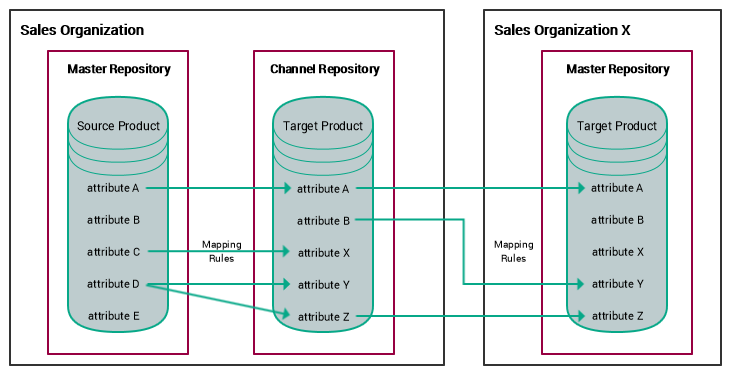 Sales Organization
Master Repository
Source Product
attribute A
attribute B
attribute C
attribute D
attribute E
Mapping
Rules
Channel Repository
Target Product
attribute A
attribute B
attribute X
attribute Y
attribute Z
Sales Organization X
Mapping
Rules
Master Repository
Target Product
attribute A
attribute B
attribute X
attribute Y
attribute Z